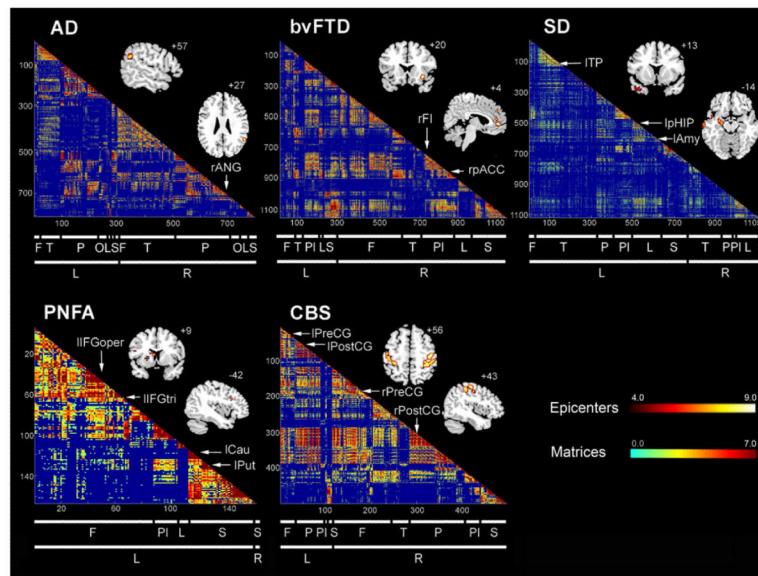 AD
bvFTD
SD
+57
+27
rANG
100
300
500
700
100 300 500 700
F T P OLSF T P OLS
L R
+20
+4
rFI
rpACC
100
300
500
700
900
1100
100 300 500 700 900 1100
F T PI LS F T PI L S
L R
+13
-14
lTP
lpHIP
lAmy
100
300
500
700
900
1100
100 300 500 700 900 1100
F T P PI L S T PPI L
L R
PNFA
CBS
+9
-42
lIFGoper
lIFGtri
lCau
lPut
20
60
100
140
20 60 100 140
F PI L S S
L R
+56
+43
lPreCG
lPostCG
rPreCG
rPostCG
100
200
300
400
100 200 300 400
F P PI S F T P PI S
L R
Epicenters
4.0 9.0
Matrices
0.0 7.0